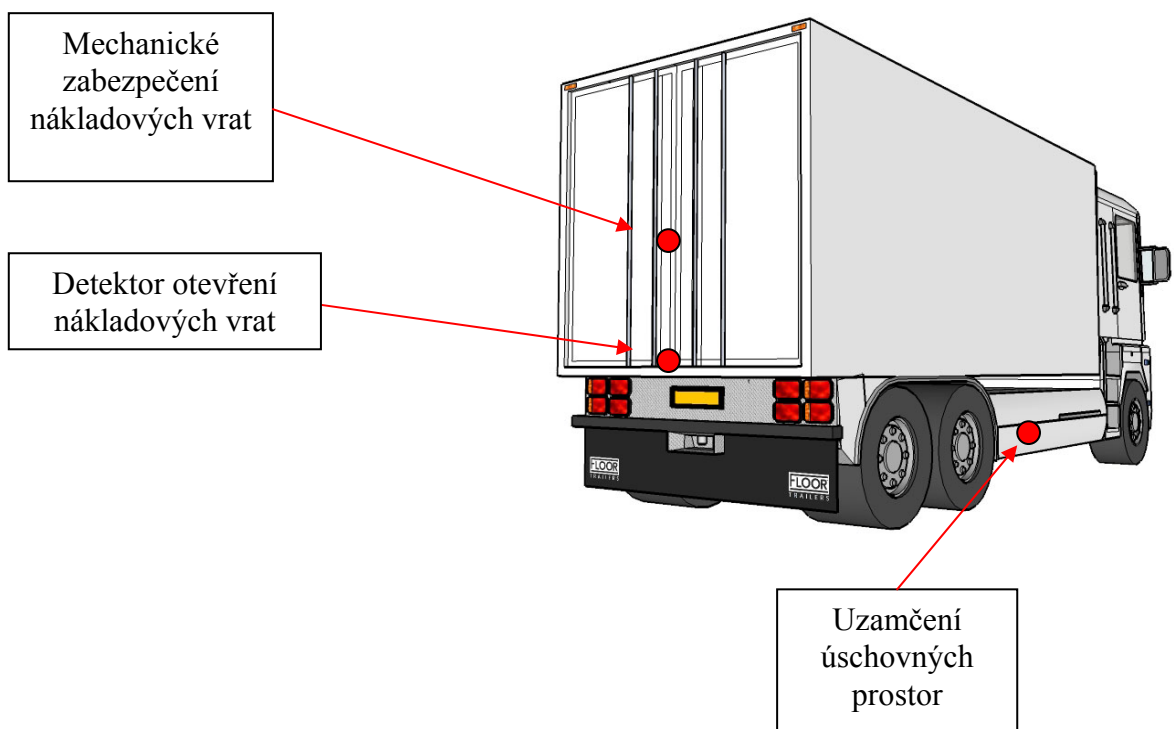 Mechanické
zabezpečení
nákladových vrat
Detektor otevření
nákladových vrat
FLOOR
TRAILERS
FLOOR
TRAILERS
Uzamčení
úschovných
prostor